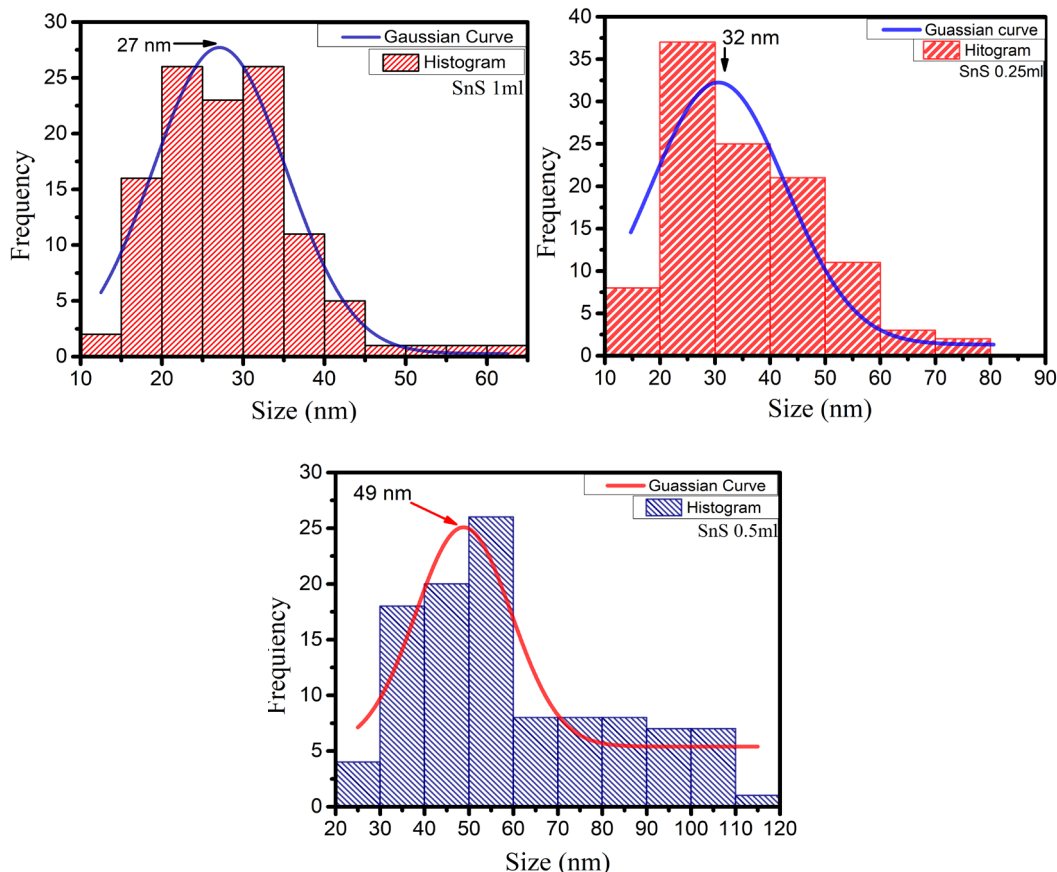 30
25
20
15
10
5
0
Frequency
27 nm
Gaussian Curve
Histogram
SnS 1ml
10 20 30 40 50 60
Size (nm)
40
35
30
25
20
15
10
5
0
Frequency
32 nm
Guassian curve
Hitogram
SnS 0.25ml
10 20 30 40 50 60 70 80 90
Size (nm)
30
25
20
15
10
5
0
Frequiency
49 nm
Guassian Curve
Histogram
SnS 0.5ml
20 30 40 50 60 70 80 90 100 110 120
Size (nm)